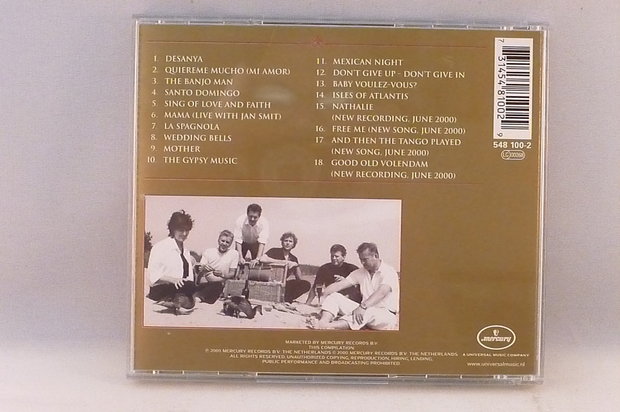 1. DESANYA
2. QUIEREME MUCHO (MI AMOR)
3. THE BANJO MAN
4. SANTO DOMINGO
5. SING OF LOVE AND FAITH
6. MAMA (LIVE WITH JAN SMIT)
7. LA SPAGNOLA
8. WEDDING BELLS
9. MOTHER
10. THE GYPSY MUSIC
11. MEXICAN NIGHT
12. DON'T GIVE UP - DON'T GIVE IN
13. BABY VOULEZ-VOUS?
14. ISLES OF ATLANTIS
15. NATHALIE
(NEW RECORDING, JUNE 2000)
16. FREE ME (NEW SONG, JUNE 2000)
17. AND THEN THE TANGO PLAYED
(NEW SONG, JUNE 2000)
18. GOOD OLD VOLENDAM
(NEW RECORDING, JUNE 2000)
7 31454 81002 9
548 100-2
MARKETED BY MERCURY RECORDS B.V.
THIS COMPILATION
℗ 2000 MERCURY RECORDS B.V. THE NETHERLANDS © 2000 MERCURY RECORDS B.V. THE NETHERLANDS
ALL RIGHTS RESERVED. UNAUTHORIZED COPYING, REPRODUCTION, HIRING, LENDING,
PUBLIC PERFORMANCE AND BROADCASTING PROHIBITED.
mercury
A UNIVERSAL MUSIC COMPANY
www.universalmusic.nl